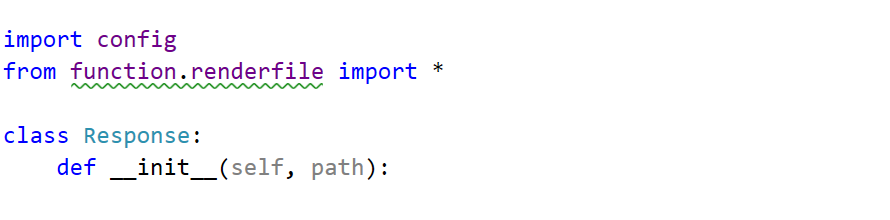 import config
from function.renderfile import *
class Response:
    def __init__(self, path):